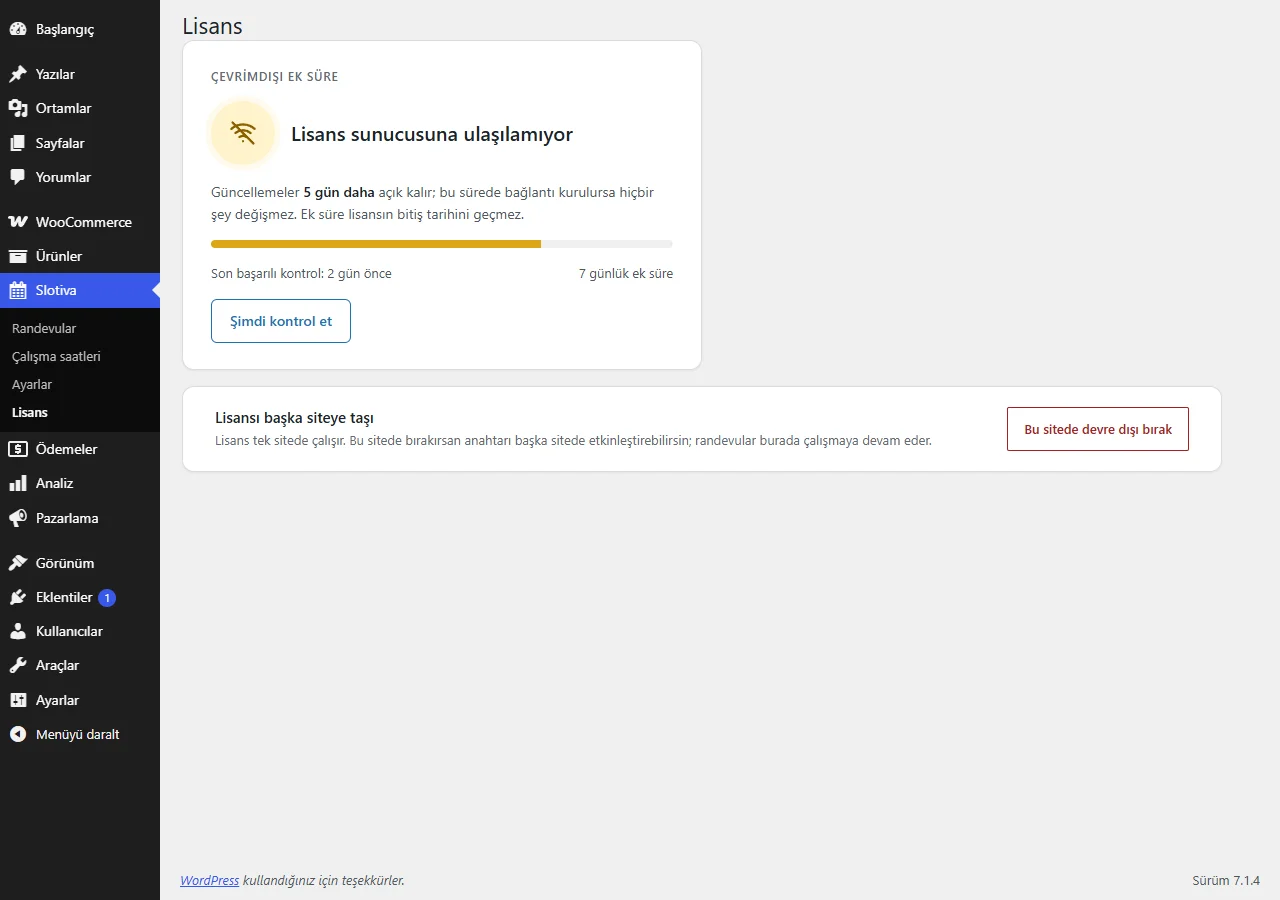 Başlangıç
Yazılar
Ortamlar
Sayfalar
Yorumlar
WooCommerce
Ürünler
Slotiva
Randevular
Çalışma saatleri
Ayarlar
Lisans
Ödemeler
Analiz
Pazarlama
Görünüm
Eklentiler 1
Kullanıcılar
Araçlar
Ayarlar
Menüyü daralt
Lisans
ÇEVRİMDIŞI EK SÜRE
Lisans sunucusuna ulaşılamıyor
Güncellemeler 5 gün daha açık kalır; bu sürede bağlantı kurulursa hiçbir
şey değişmez. Ek süre lisansın bitiş tarihini geçmez.
Son başarılı kontrol: 2 gün önce
7 günlük ek süre
Şimdi kontrol et
Lisansı başka siteye taşı
Lisans tek sitede çalışır. Bu sitede bırakırsan anahtarı başka sitede etkinleştirebilirsin; randevular burada çalışmaya devam eder.
Bu sitede devre dışı bırak
WordPress kullandığınız için teşekkürler.
Sürüm 7.1.4